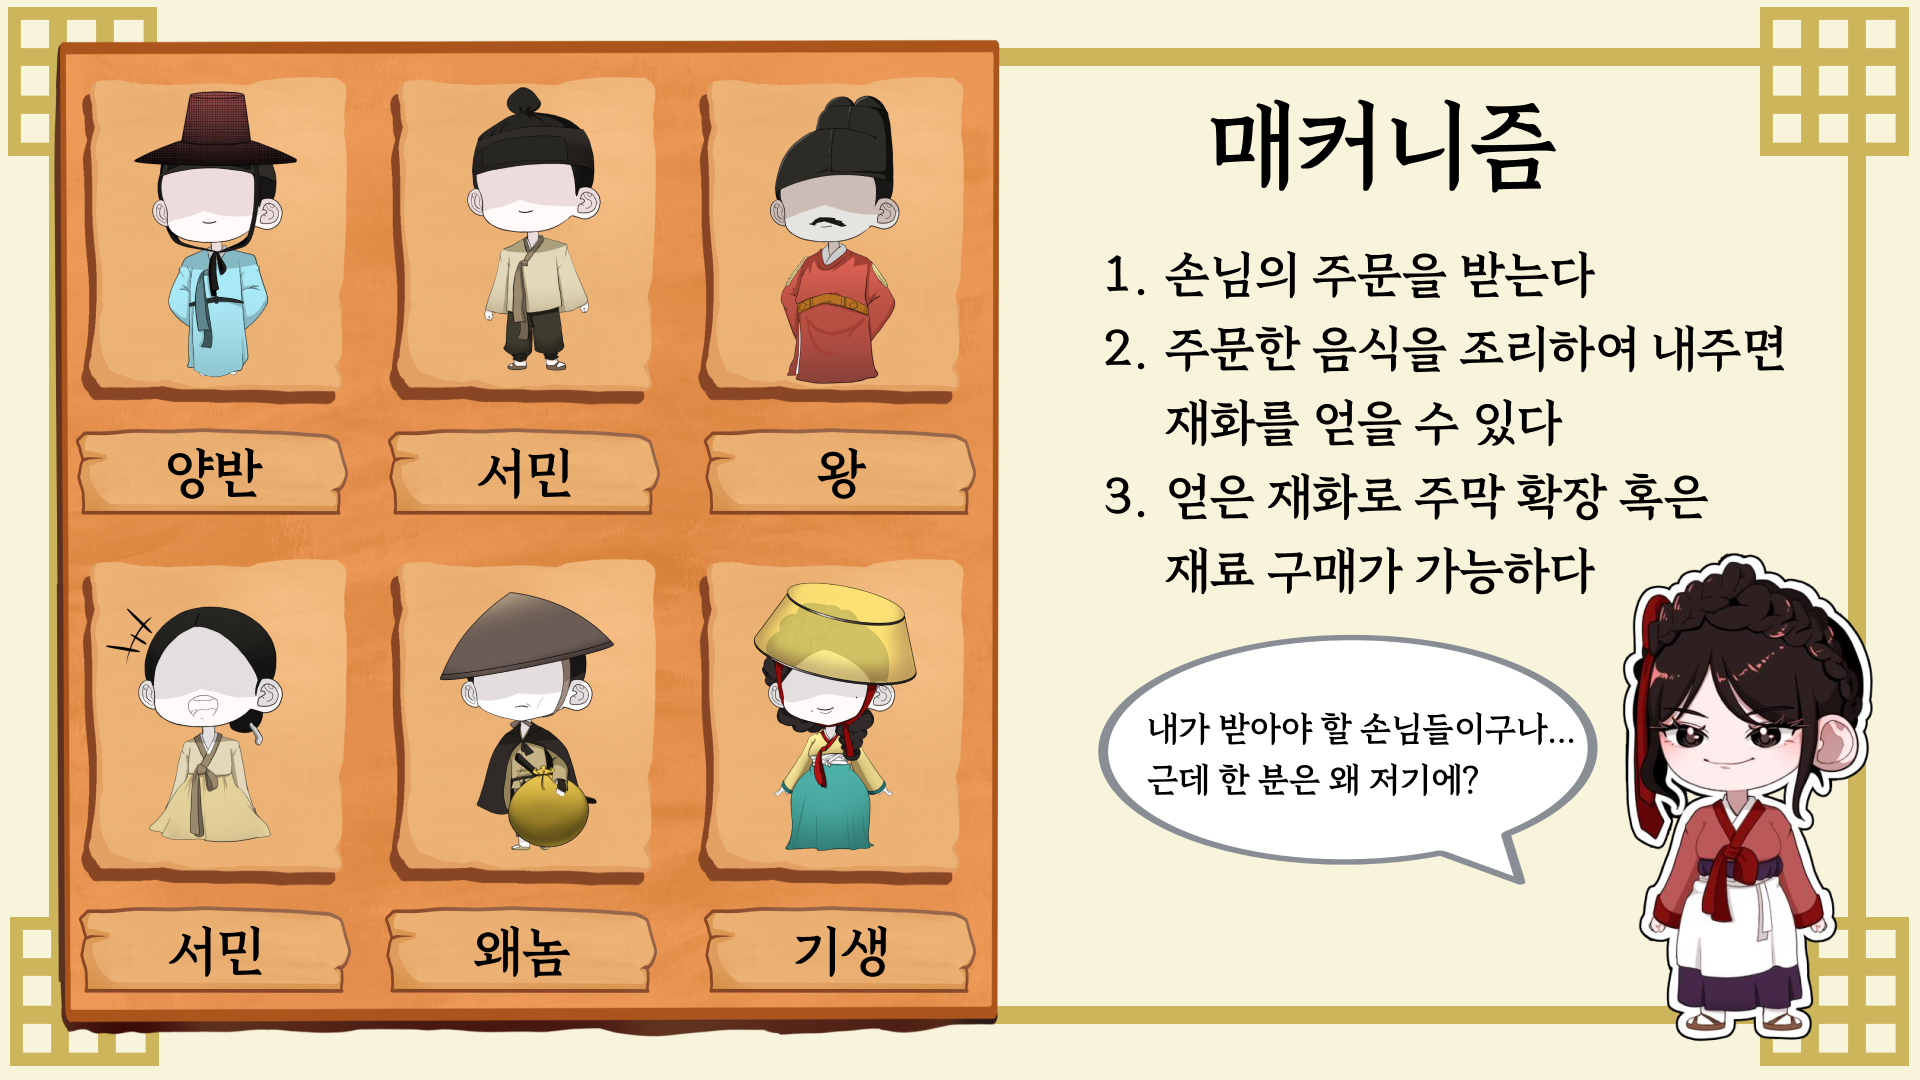 양반
서민
왕
서민
왜놈
기생
매커니즘
1. 손님의 주문을 받는다
2. 주문한 음식을 조리하여 내주면
재화를 얻을 수 있다
3. 얻은 재화로 주막 확장 혹은
재료 구매가 가능하다
내가 받아야 할 손님들이구나...
근데 한 분은 왜 저기에?